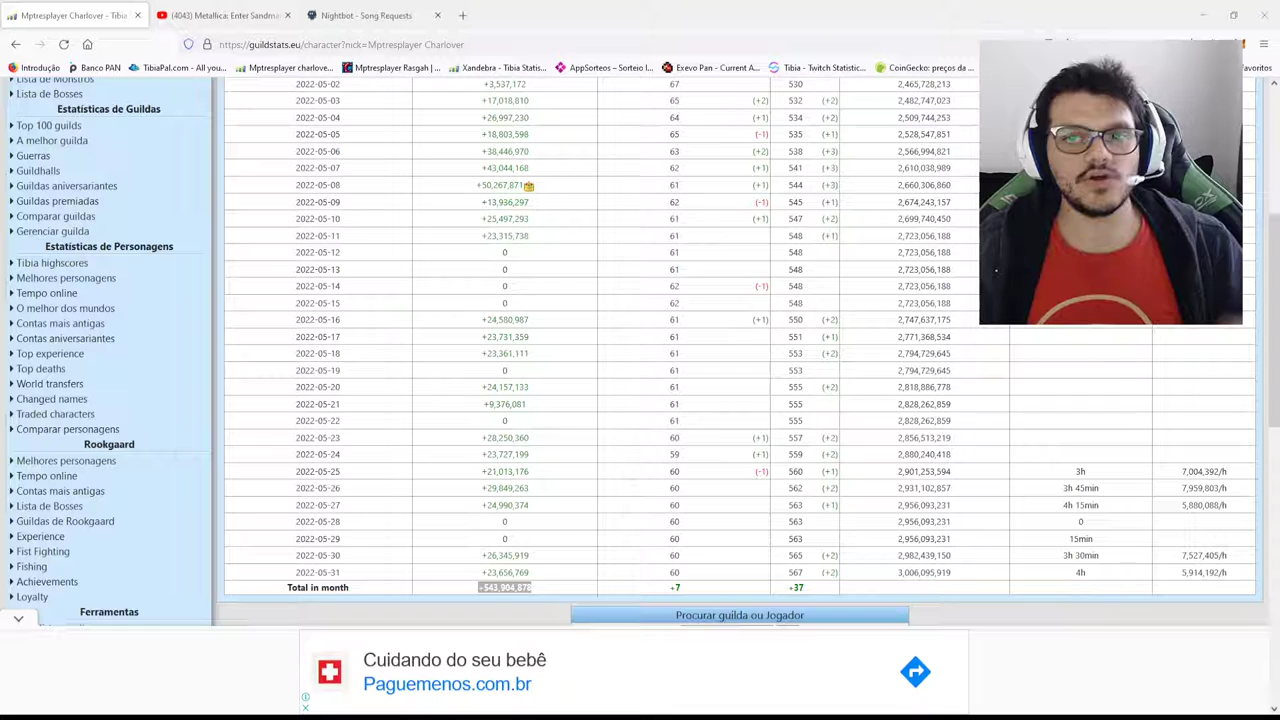 Mptresplayer Charlover - Tibia
(4043) Metallica: Enter Sandma
Nightbot - Song Requests
https://guildstats.eu/character?nick=Mptresplayer Charlover
Introdução
Banco PAN
TibiaPal.com - All you...
Mptresplayer charlove...
Mptresplayer Rasgah |...
Xandebra - Tibia Statis...
AppSorteos – Sorteio I...
Exevo Pan - Current A...
Tibia - Twitch Statistic...
CoinGecko: preços da ...
Favoritos
Lista de Monstros
Lista de Bosses
Estatísticas de Guildas
Top 100 guilds
A melhor guilda
Guerras
Guildhalls
Guildas aniversariantes
Guildas premiadas
Comparar guildas
Gerenciar guilda
Estatísticas de Personagens
Tibia highscores
Melhores personagens
Tempo online
O melhor dos mundos
Contas mais antigas
Contas aniversariantes
Top experience
Top deaths
World transfers
Changed names
Traded characters
Comparar personagens
Rookgaard
Melhores personagens
Tempo online
Contas mais antigas
Lista de Bosses
Guildas de Rookgaard
Experience
Fist Fighting
Fishing
Achievements
Loyalty
Ferramentas
2022-05-02 +3,537,172 67 530 2,465,728,213
2022-05-03 +17,018,810 65 (+2) 532 (+2) 2,482,747,023
2022-05-04 +26,997,230 64 (+1) 534 (+2) 2,509,744,253
2022-05-05 +18,803,598 65 (-1) 535 (+1) 2,528,547,851
2022-05-06 +38,446,970 63 (+2) 538 (+3) 2,566,994,821
2022-05-07 +43,044,168 62 (+1) 541 (+3) 2,610,038,989
2022-05-08 +50,267,871 61 (+1) 544 (+3) 2,660,306,860
2022-05-09 +13,936,297 62 (-1) 545 (+1) 2,674,243,157
2022-05-10 +25,497,293 61 (+1) 547 (+2) 2,699,740,450
2022-05-11 +23,315,738 61 548 (+1) 2,723,056,188
2022-05-12 0 61 548 2,723,056,188
2022-05-13 0 61 548 2,723,056,188
2022-05-14 0 62 (-1) 548 2,723,056,188
2022-05-15 0 62 548 2,723,056,188
2022-05-16 +24,580,987 61 (+1) 550 (+2) 2,747,637,175
2022-05-17 +23,731,359 61 551 (+1) 2,771,368,534
2022-05-18 +23,361,111 61 553 (+2) 2,794,729,645
2022-05-19 0 61 553 2,794,729,645
2022-05-20 +24,157,133 61 555 (+2) 2,818,886,778
2022-05-21 +9,376,081 61 555 2,828,262,859
2022-05-22 0 61 555 2,828,262,859
2022-05-23 +28,250,360 60 (+1) 557 (+2) 2,856,513,219
2022-05-24 +23,727,199 59 (+1) 559 (+2) 2,880,240,418
2022-05-25 +21,013,176 60 (-1) 560 (+1) 2,901,253,594 3h 7,004,392/h
2022-05-26 +29,849,263 60 562 (+2) 2,931,102,857 3h 45min 7,959,803/h
2022-05-27 +24,990,374 60 563 (+1) 2,956,093,231 4h 15min 5,880,088/h
2022-05-28 0 60 563 2,956,093,231 0
2022-05-29 0 60 563 2,956,093,231 15min
2022-05-30 +26,345,919 60 565 (+2) 2,982,439,150 3h 30min 7,527,405/h
2022-05-31 +23,656,769 60 567 (+2) 3,006,095,919 4h 5,914,192/h
Total in month +543,904,878 +7 +37
Procurar guilda ou Jogador
Cuidando do seu bebê
Paguemenos.com.br